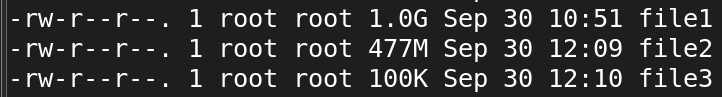 -rw-r--r--. 1 root root 1.0G Sep 30 10:51 file1
-rw-r--r--. 1 root root 477M Sep 30 12:09 file2
-rw-r--r--. 1 root root 100K Sep 30 12:10 file3